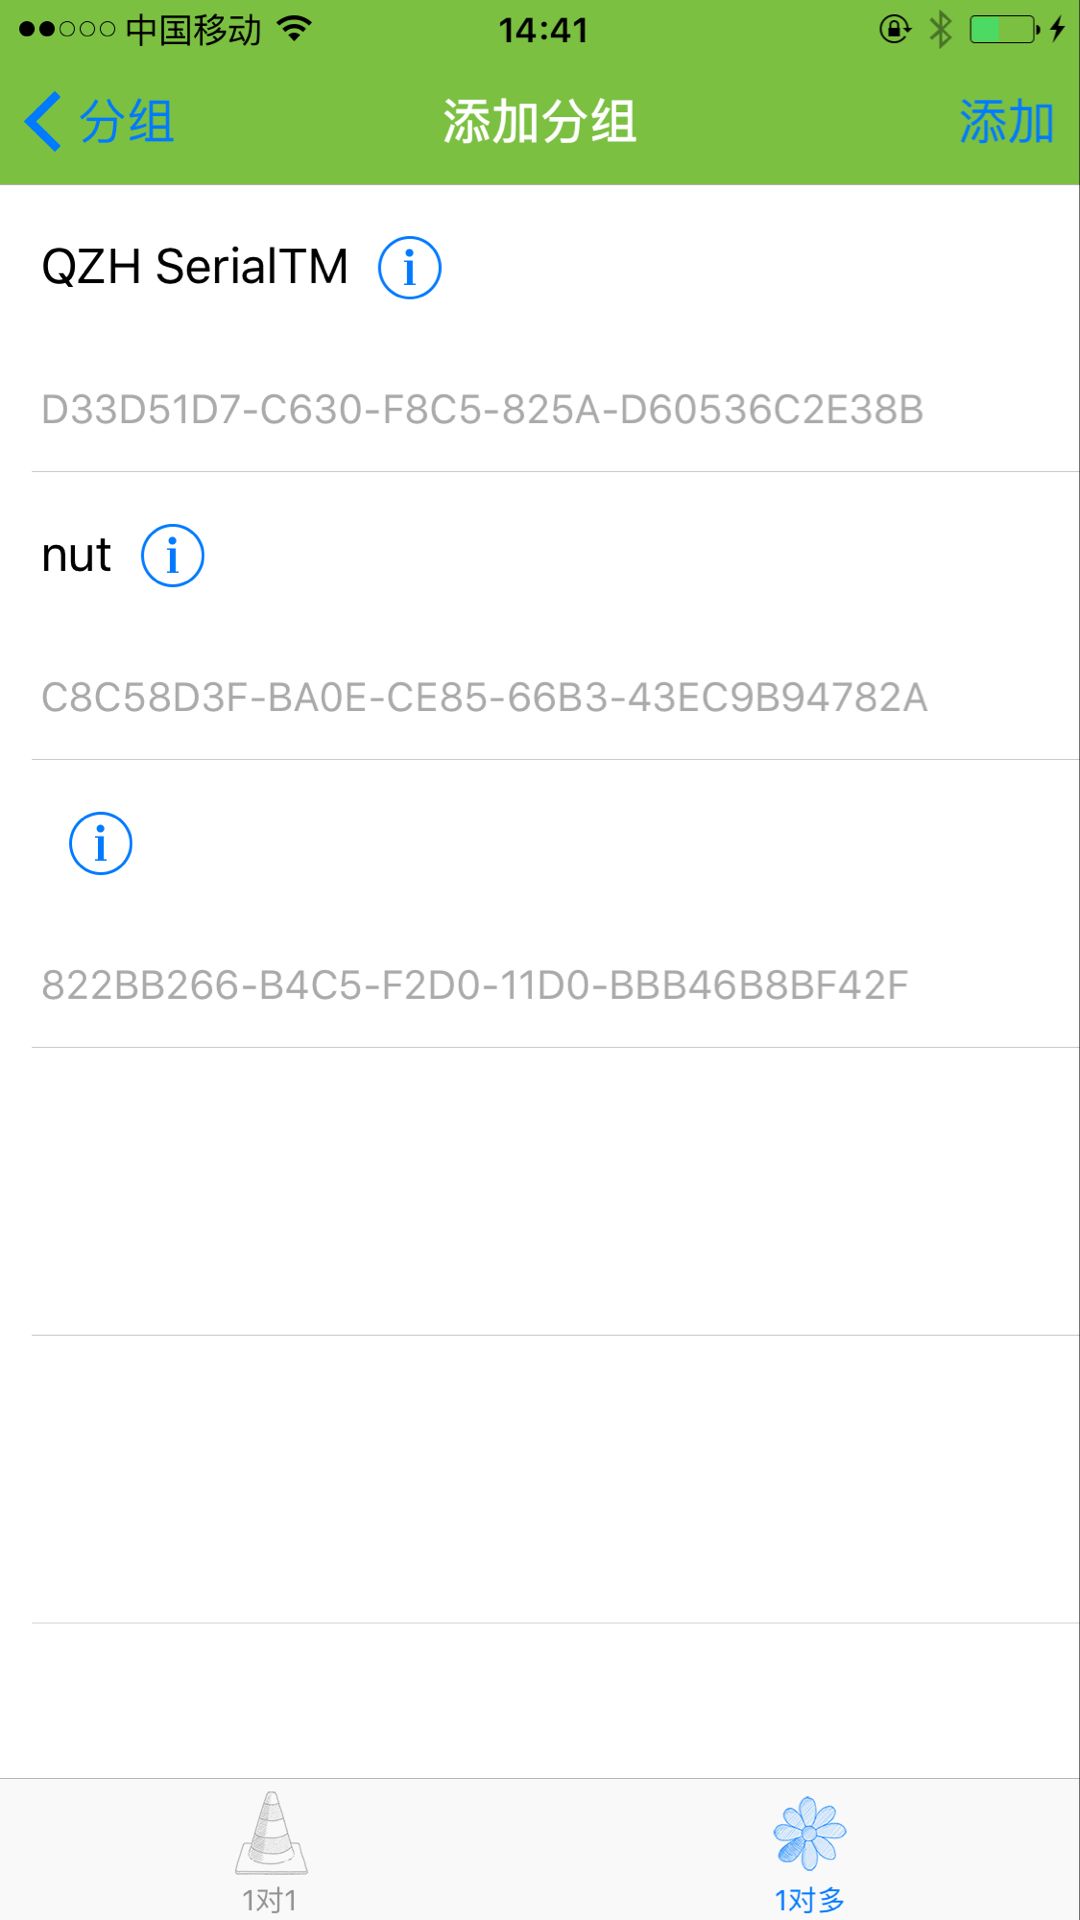 中国移动 14:41
分组 添加分组 添加
QZH SerialTM
D33D51D7-C630-F8C5-825A-D60536C2E38B
nut
C8C58D3F-BA0E-CE85-66B3-43EC9B94782A
822BB266-B4C5-F2D0-11D0-BBB46B8BF42F
1对1 1对多